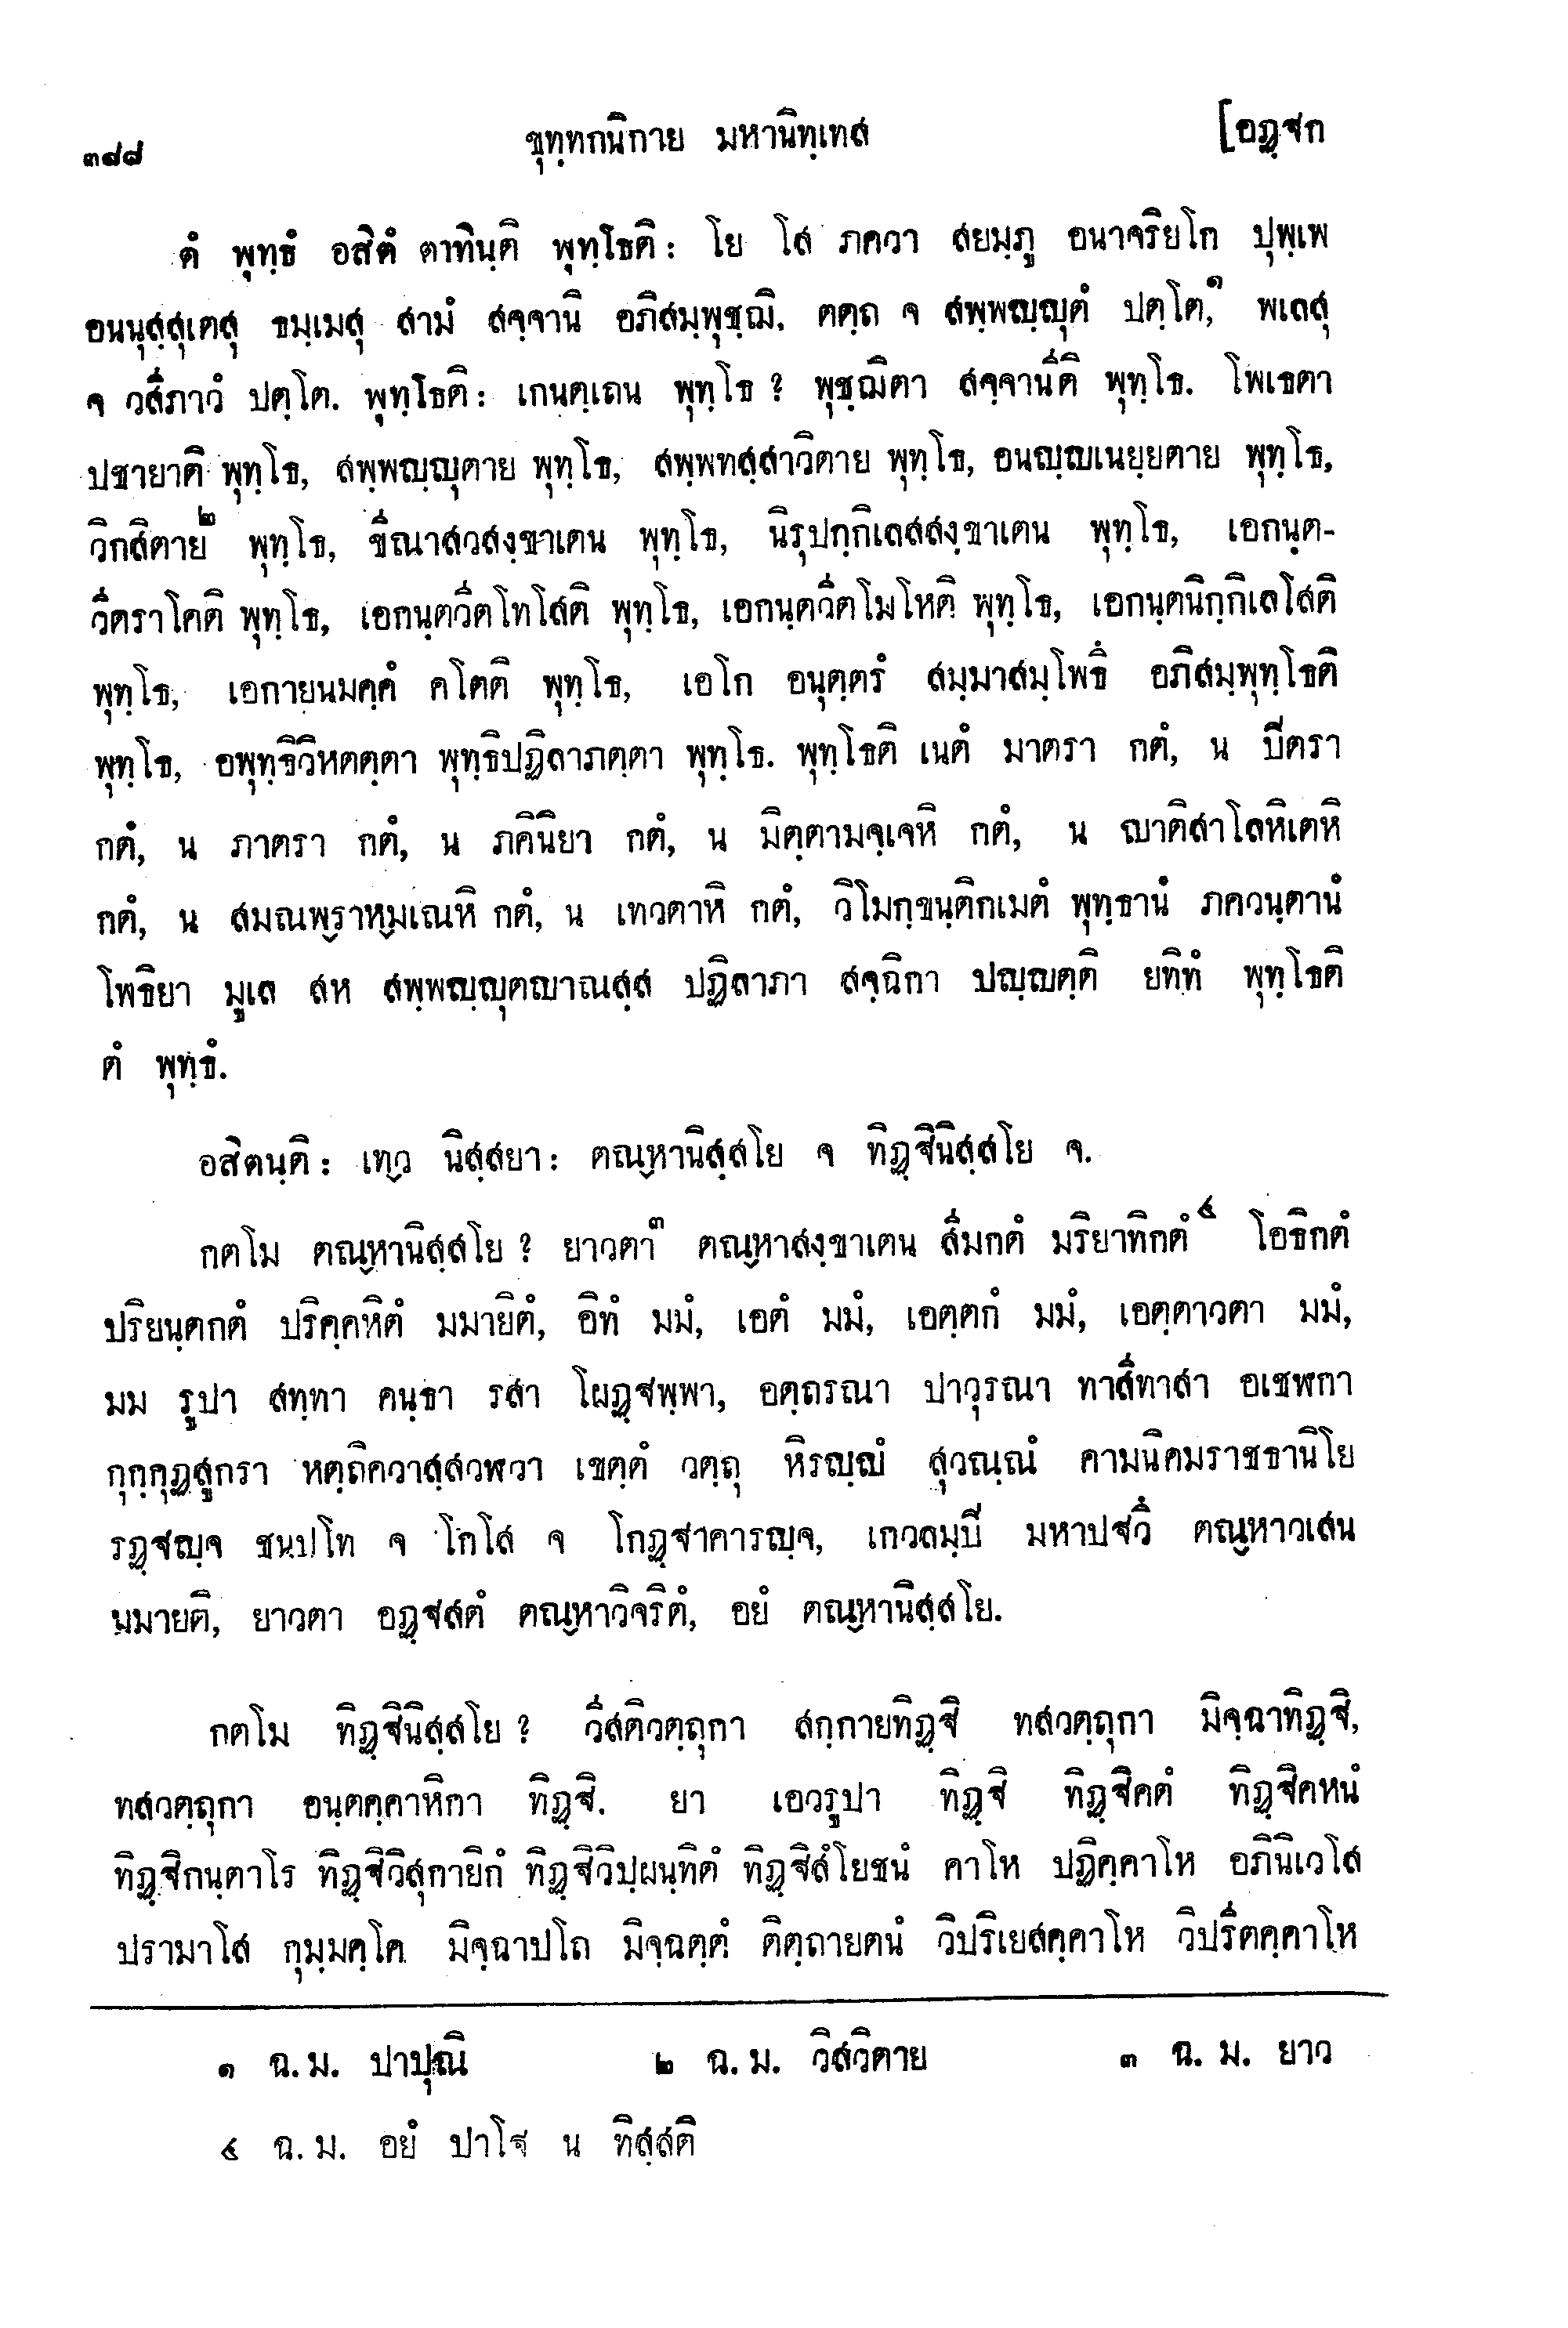 ๓๙๘ ขุทฺทกนิกาย มหานิทฺเทส [อฏฺฐก
ตํ พุทฺธํ อสิตํ ตาทินฺติ พุทฺโธติ: โย โส ภควา สยมฺภู อนาจริยโก ปุพฺเพ
อนนุสฺสุเตสุ ธมฺเมสุ สามํ สจฺจานิ อภิสมฺพุชฺฌิ. ตตฺถ จ สพฺพญฺญุตํ ปตฺโต,๑ พเลสุ
จ วสีภาวํ ปตฺโต. พุทฺโธติ: เกนตฺเถน พุทฺโธ? พุชฺฌิตา สจฺจานีติ พุทฺโธ. โพเธตา
ปชายาติ พุทฺโธ, สพฺพญฺญุตาย พุทฺโธ, สพฺพทสฺสาวิตาย พุทฺโธ, อนญฺญเนยฺยตาย พุทฺโธ,
วิกสิตาย๒ พุทฺโธ, ขีณาสวสงฺขาเตน พุทฺโธ, นิรุปกฺกิเลสสงฺขาเตน พุทฺโธ, เอกนฺต-
วีตราโคติ พุทฺโธ, เอกนฺตวีตโทโสติ พุทฺโธ, เอกนฺตวีตโมโหติ พุทฺโธ, เอกนฺตนิกฺกิเลโสติ
พุทฺโธ, เอกายนมคฺคํ คโตติ พุทฺโธ, เอโก อนุตฺตรํ สมฺมาสมฺโพธึ อภิสมฺพุทฺโธติ
พุทฺโธ, อพุทฺธิวิหตตฺตา พุทฺธิปฏิลาภตฺตา พุทฺโธ. พุทฺโธติ เนตํ มาตรา กตํ, น ปิตรา
กตํ, น ภาตรา กตํ, น ภคินิยา กตํ, น มิตฺตามจฺเจหิ กตํ, น ญาติสาโลหิเตหิ
กตํ, น สมณพฺราหฺมเณหิ กตํ, น เทวตาหิ กตํ, วิโมกฺขนฺติกเมตํ พุทฺธานํ ภควนฺตานํ
โพธิยา มูเล สห สพฺพญฺญุตญาณสฺส ปฏิลาภา สจฺฉิกา ปญฺญตฺติ ยทิทํ พุทฺโธติ
ตํ พุทฺธํ.
อสิตนฺติ: เทฺว นิสฺสยา: ตณฺหานิสฺสโย จ ทิฏฺฐินิสฺสโย จ.
กตโม ตณฺหานิสฺสโย? ยาวตา๓ ตณฺหาสงฺขาเตน สีมกตํ มริยาทิกตํ๔ โอธิกตํ
ปริยนฺตกตํ ปริคฺคหิตํ มมายิตํ, อิทํ มมํ, เอตํ มมํ, เอตฺตกํ มมํ, เอตฺตาวตา มมํ,
มม รูปา สทฺทา คนฺธา รสา โผฏฺฐพฺพา, อตฺถรณา ปาวุรณา ทาสีทาสา อเชฬกา
กุกฺกุฏสูกรา หตฺถิควาสฺสวฬวา เขตฺตํ วตฺถุ หิรญฺญํ สุวณฺณํ คามนิคมราชธานิโย
รฏฺฐญฺจ ชนปโท จ โกโส จ โกฏฺฐาคารญฺจ, เกวลมฺปิ มหาปฐวึ ตณฺหาวเสน
มมายติ, ยาวตา อฏฺฐสตํ ตณฺหาวิจริตํ, อยํ ตณฺหานิสฺสโย.
กตโม ทิฏฺฐินิสฺสโย? วีสติวตฺถุกา สกฺกายทิฏฺฐิ ทสวตฺถุกา มิจฺฉาทิฏฺฐิ,
ทสวตฺถุกา อนฺตคฺคาหิกา ทิฏฺฐิ. ยา เอวรูปา ทิฏฺฐิ ทิฏฺฐิคตํ ทิฏฺฐิคหนํ
ทิฏฺฐิกนฺตาโร ทิฏฺฐิวิสุกายิกํ ทิฏฺฐิวิปฺผนฺทิตํ ทิฏฺฐิสํโยชนํ คาโห ปฏิคฺคาโห อภินิเวโส
ปรามาโส กุมฺมคฺโค มิจฺฉาปโถ มิจฺฉตฺตํ ติตฺถายตนํ วิปริเยสคฺคาโห วิปรีตคฺคาโห
๑ ฉ.ม. ปาปุณิ ๒ ฉ.ม. วิสวิตาย ๓ ฉ.ม. ยาว
๔ ฉ.ม. อยํ ปาโฐ น ทิสฺสติ